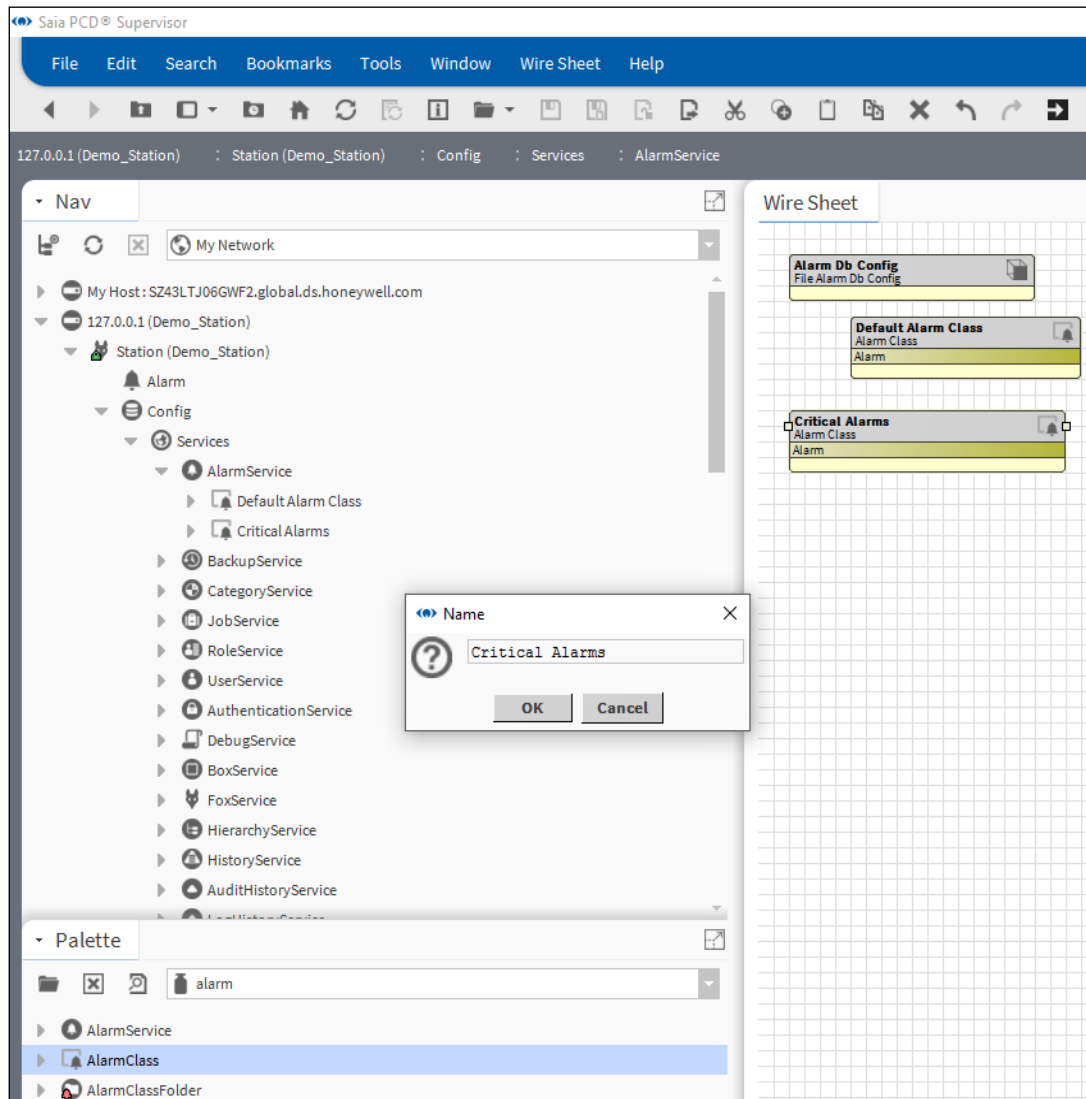 Saia PCD® Supervisor
File Edit Search Bookmarks Tools Window Wire Sheet Help
127.0.0.1 (Demo_Station) : Station (Demo_Station) : Config : Services : AlarmService
Nav
My Network
My Host : SZ43LTJ06GWF2.global.ds.honeywell.com
127.0.0.1 (Demo_Station)
Station (Demo_Station)
Alarm
Config
Services
AlarmService
Default Alarm Class
Critical Alarms
BackupService
CategoryService
JobService
RoleService
UserService
AuthenticationService
DebugService
BoxService
FoxService
HierarchyService
HistoryService
AuditHistoryService
Palette
alarm
AlarmService
AlarmClass
AlarmClassFolder
Name
Critical Alarms
OK Cancel
Wire Sheet
Alarm Db Config
File Alarm Db Config
Default Alarm Class
Alarm Class
Alarm
Critical Alarms
Alarm Class
Alarm